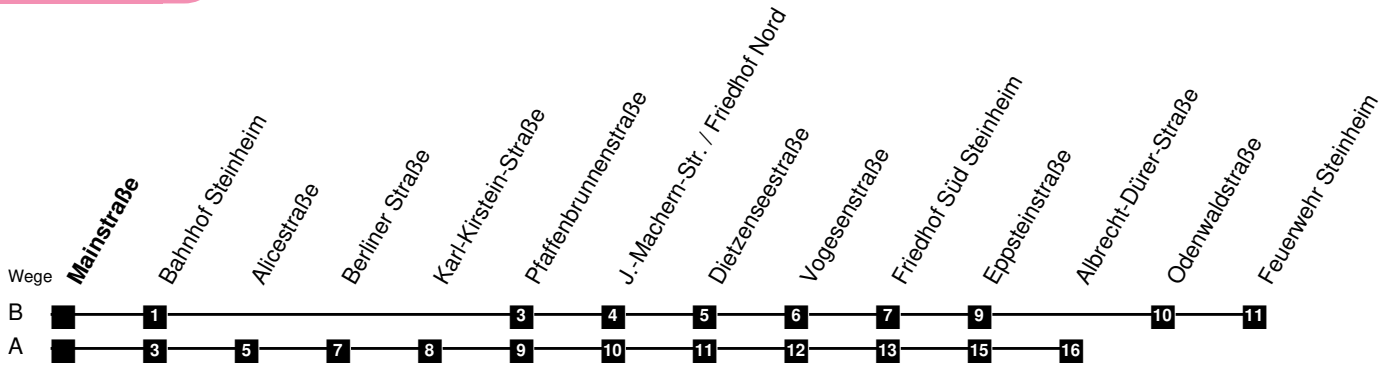 Wege
Mainstraße
Bahnhof Steinheim
Alicestraße
Berliner Straße
Karl-Kirstein-Straße
Pfaffenbrunnenstraße
J.-Machern-Str. / Friedhof Nord
Dietzenseestraße
Vogesenstraße
Friedhof Süd Steinheim
Eppsteinstraße
Albrecht-Dürer-Straße
Odenwaldstraße
Feuerwehr Steinheim
B 1 3 4 5 6 7 9 10 11
A 3 5 7 8 9 10 11 12 13 15 16